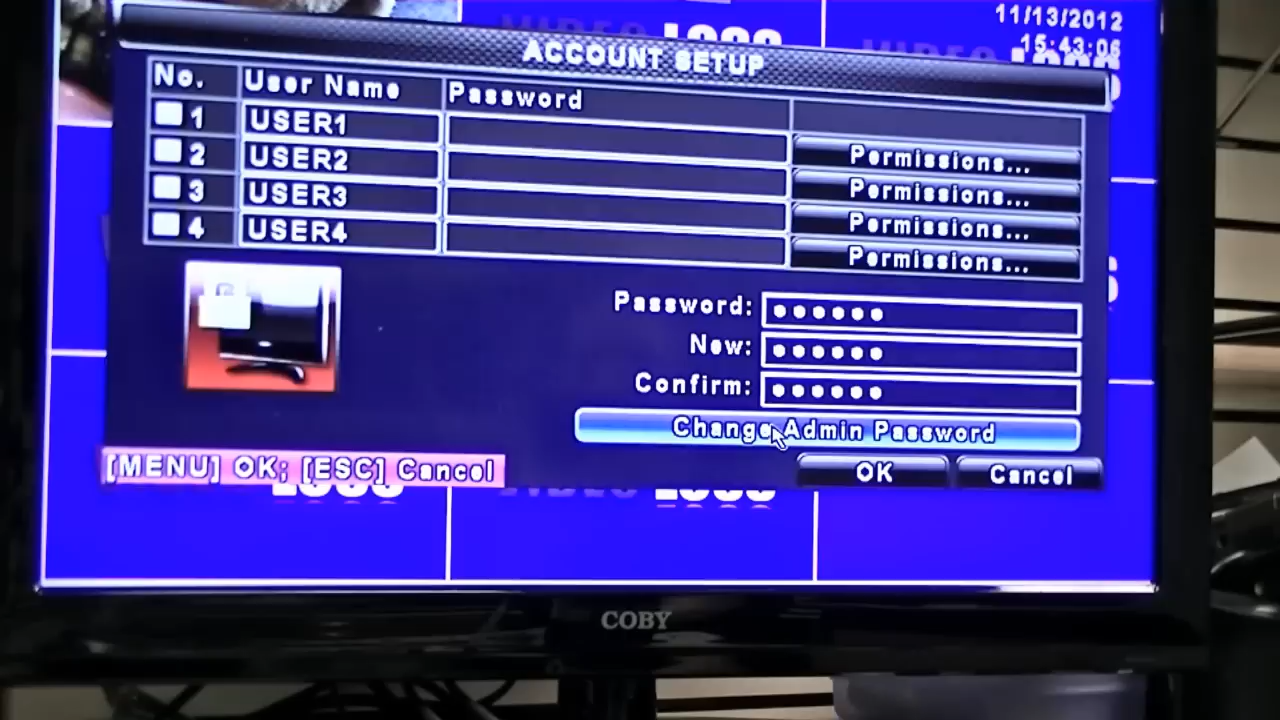 11/13/2012
15:43:06
ACCOUNT SETUP
No. User Name Password
1 USER1
2 USER2 Permissions...
3 USER3 Permissions...
4 USER4 Permissions...
Permissions...
Password: ●●●●●●
New: ●●●●●●
Confirm: ●●●●●●
Change Admin Password
[MENU] OK; [ESC] Cancel
OK Cancel
COBY